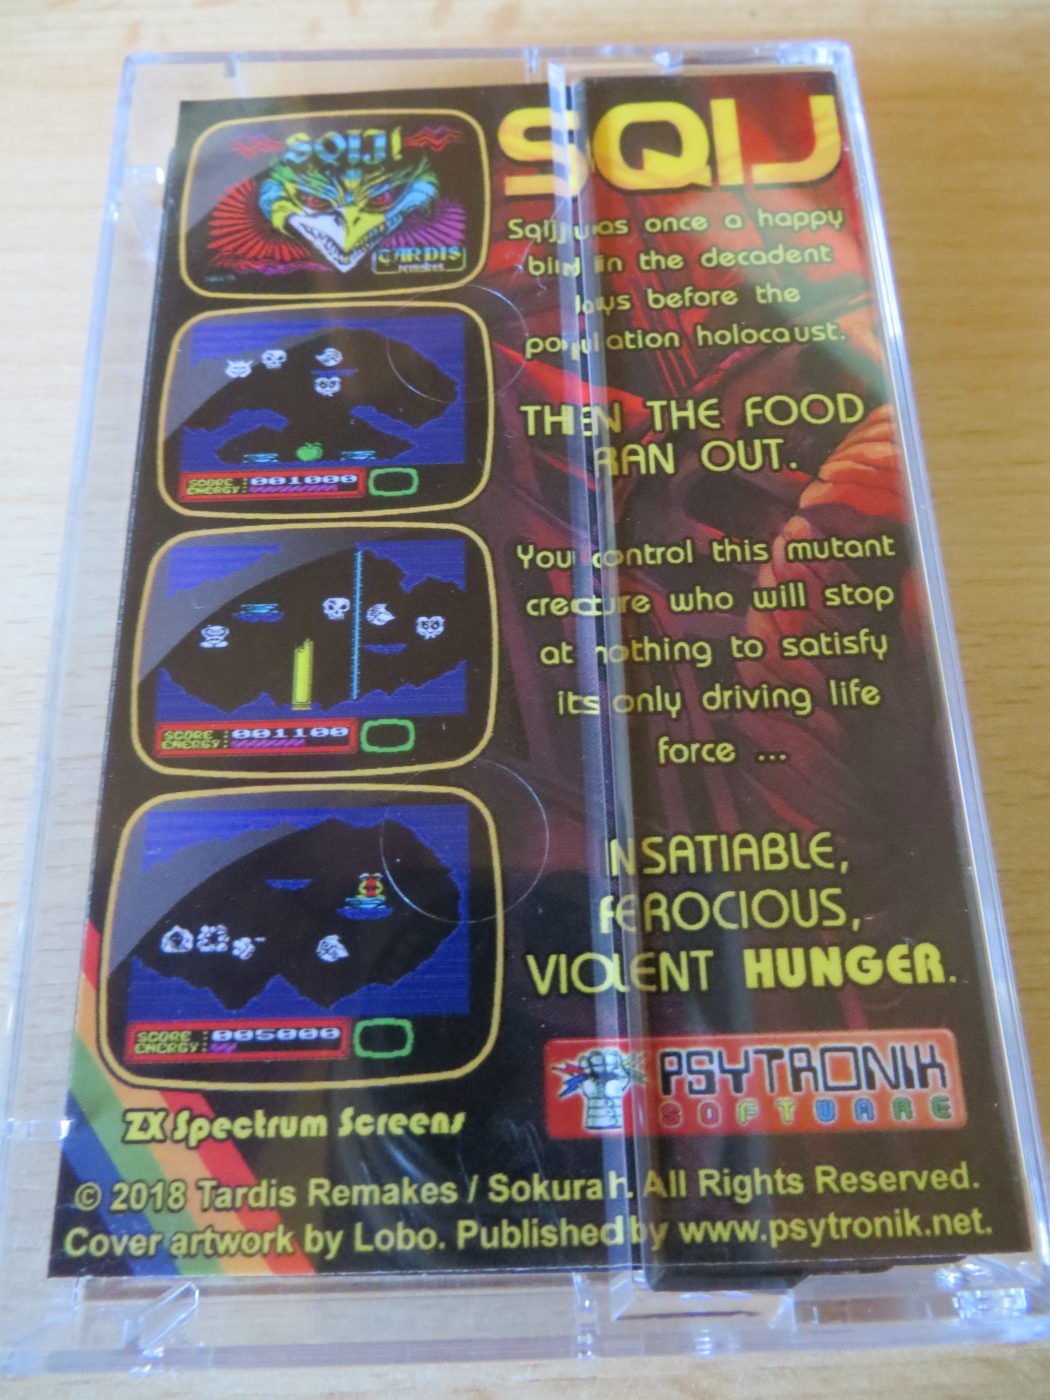 SQIJ!
TARDIS
remakes
SCORE :001000
ENERGY:
SCORE :001100
ENERGY:
SCORE :005000
ENERGY:
ZX Spectrum Screens
SQIJ
Sqij was once a happy
bird in the decadent
days before the
population holocaust.
THEN THE FOOD
RAN OUT.
You control this mutant
creature who will stop
at nothing to satisfy
its only driving life
force ...
INSATIABLE,
FEROCIOUS,
VIOLENT HUNGER.
PSYTRONIK
SOFTWARE
© 2018 Tardis Remakes / Sokurah. All Rights Reserved.
Cover artwork by Lobo. Published by www.psytronik.net.